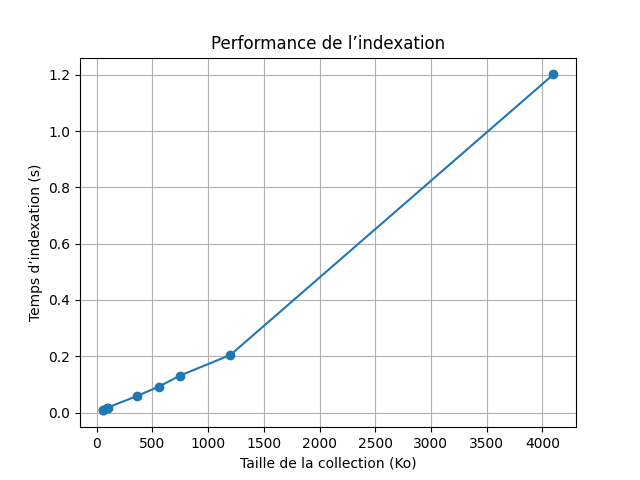 Performance de l’indexation
1.2
1.0
0.8
0.6
0.4
0.2
0.0
Temps d’indexation (s)
0 500 1000 1500 2000 2500 3000 3500 4000
Taille de la collection (Ko)